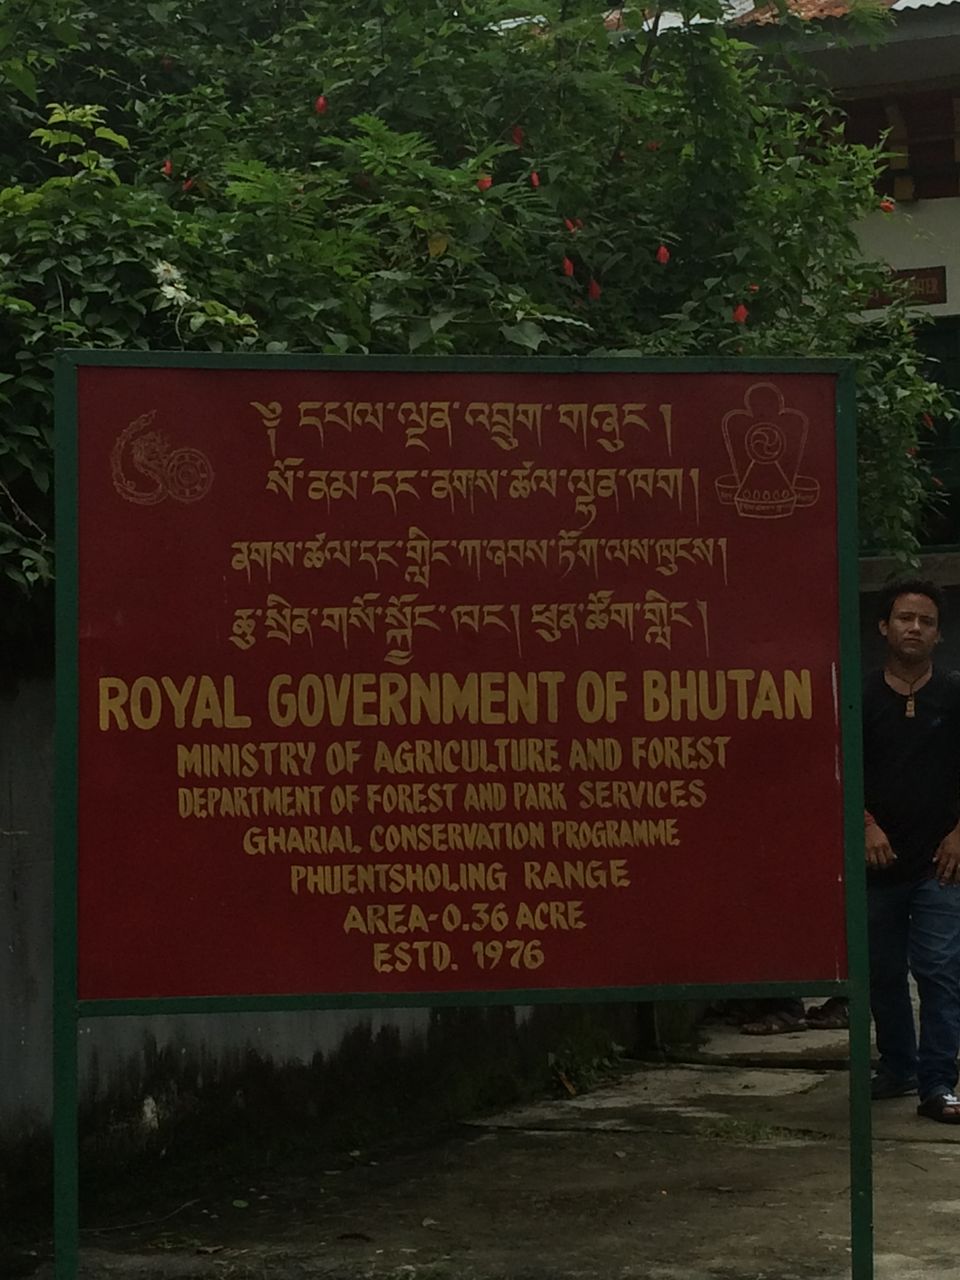 ༄ དཔལ་ལྡན་འབྲུག་གཞུང༌།
སོ་ནམ་དང་ནགས་ཚལ་ལྷན་ཁག།
ནགས་ཚལ་དང་གླིང་ཀ་ཞབས་ཏོག་ལས་ཁུངས།
ཆུ་སྲིན་གསོ་སྐྱོང་ཁང༌། ཕུན་ཚོག་གླིང༌།
ROYAL GOVERNMENT OF BHUTAN
MINISTRY OF AGRICULTURE AND FOREST
DEPARTMENT OF FOREST AND PARK SERVICES
GHARIAL CONSERVATION PROGRAMME
PHUENTSHOLING RANGE
AREA-0.36 ACRE
ESTD. 1976